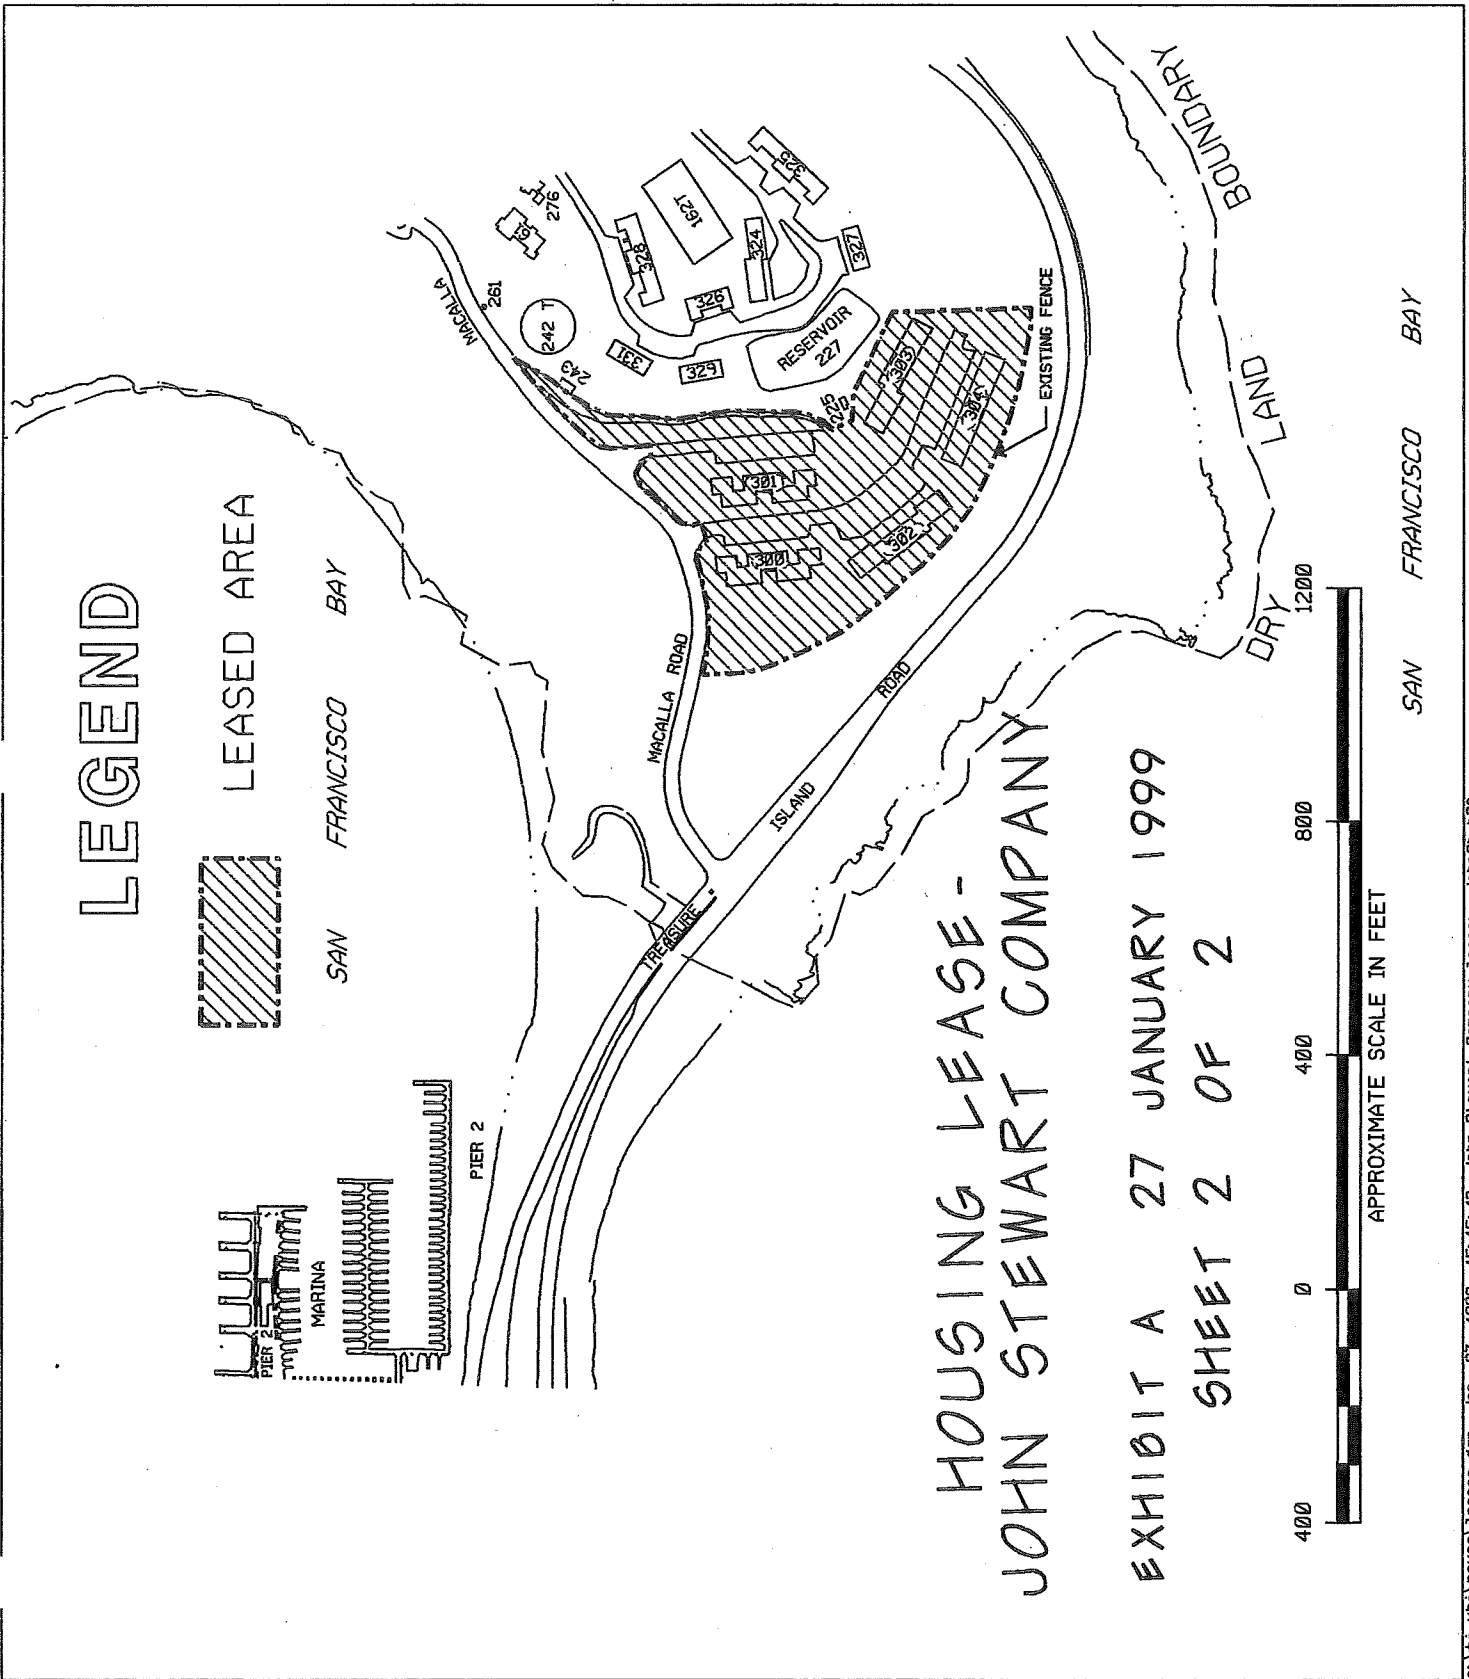 LEGEND
LEASED AREA
SAN FRANCISCO BAY
PIER 2
MARINA
PIER 2
MACALLA
261
61
276
242 T
243
331
328
162T
325
326
324
329
327
RESERVOIR
227
225
303
304
301
300
302
EXISTING FENCE
MACALLA ROAD
TREASURE ISLAND ROAD
DRY LAND BOUNDARY
SAN FRANCISCO BAY
HOUSING LEASE-
JOHN STEWART COMPANY
EXHIBIT A 27 JANUARY 1999
SHEET 2 OF 2
400 0 400 800 1200
APPROXIMATE SCALE IN FEET